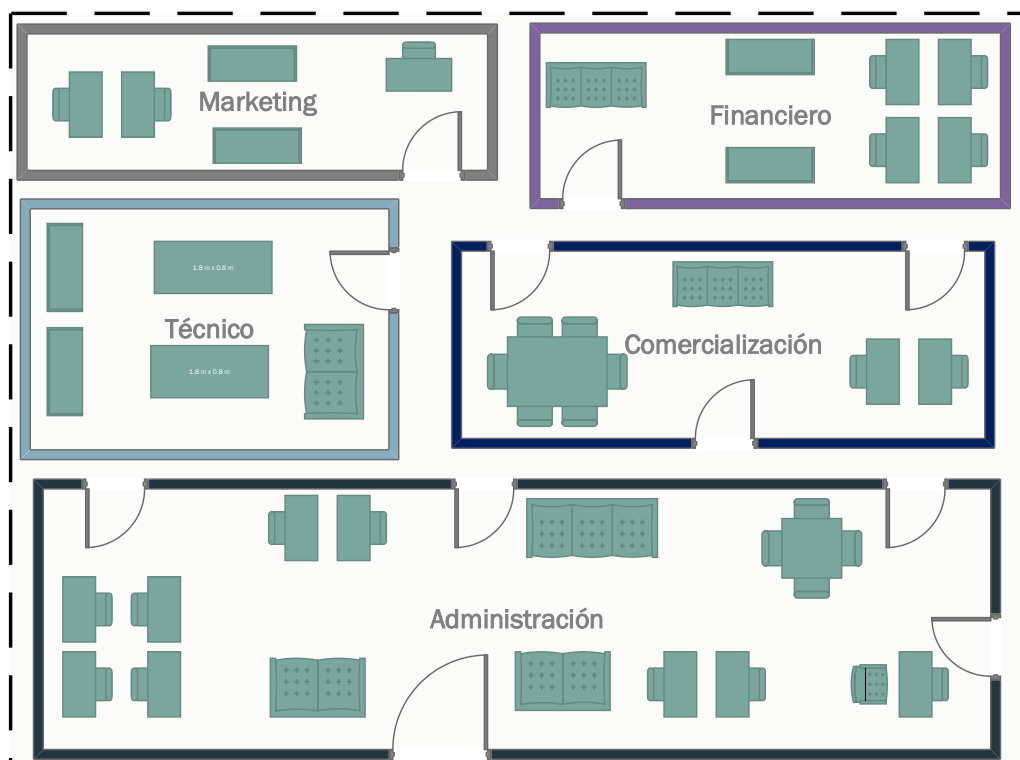 Marketing
Financiero
1.8 m x 0.8 m
Técnico
Comercialización
1.8 m x 0.8 m
Administración